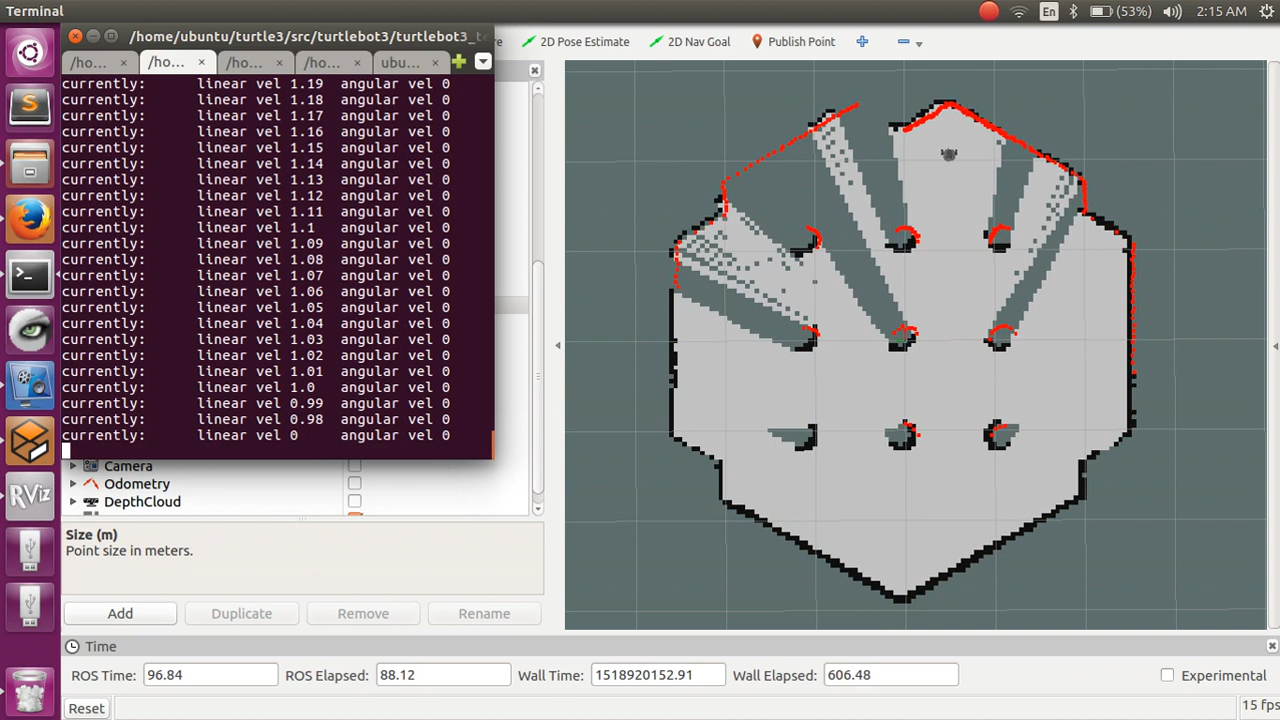 Terminal
En
(53%)
2:15 AM
/home/ubuntu/turtle3/src/turtlebot3/turtlebot3_te
/ho... × /ho... × /ho... × /ho... × ubu... ×
2D Pose Estimate
2D Nav Goal
Publish Point
currently: linear vel 1.19 angular vel 0
currently: linear vel 1.18 angular vel 0
currently: linear vel 1.17 angular vel 0
currently: linear vel 1.16 angular vel 0
currently: linear vel 1.15 angular vel 0
currently: linear vel 1.14 angular vel 0
currently: linear vel 1.13 angular vel 0
currently: linear vel 1.12 angular vel 0
currently: linear vel 1.11 angular vel 0
currently: linear vel 1.1 angular vel 0
currently: linear vel 1.09 angular vel 0
currently: linear vel 1.08 angular vel 0
currently: linear vel 1.07 angular vel 0
currently: linear vel 1.06 angular vel 0
currently: linear vel 1.05 angular vel 0
currently: linear vel 1.04 angular vel 0
currently: linear vel 1.03 angular vel 0
currently: linear vel 1.02 angular vel 0
currently: linear vel 1.01 angular vel 0
currently: linear vel 1.0 angular vel 0
currently: linear vel 0.99 angular vel 0
currently: linear vel 0.98 angular vel 0
currently: linear vel 0 angular vel 0
Camera
Odometry
DepthCloud
RViz
Size (m)
Point size in meters.
Add Duplicate Remove Rename
Time
ROS Time: 96.84 ROS Elapsed: 88.12 Wall Time: 1518920152.91 Wall Elapsed: 606.48 Experimental
Reset
15 fps